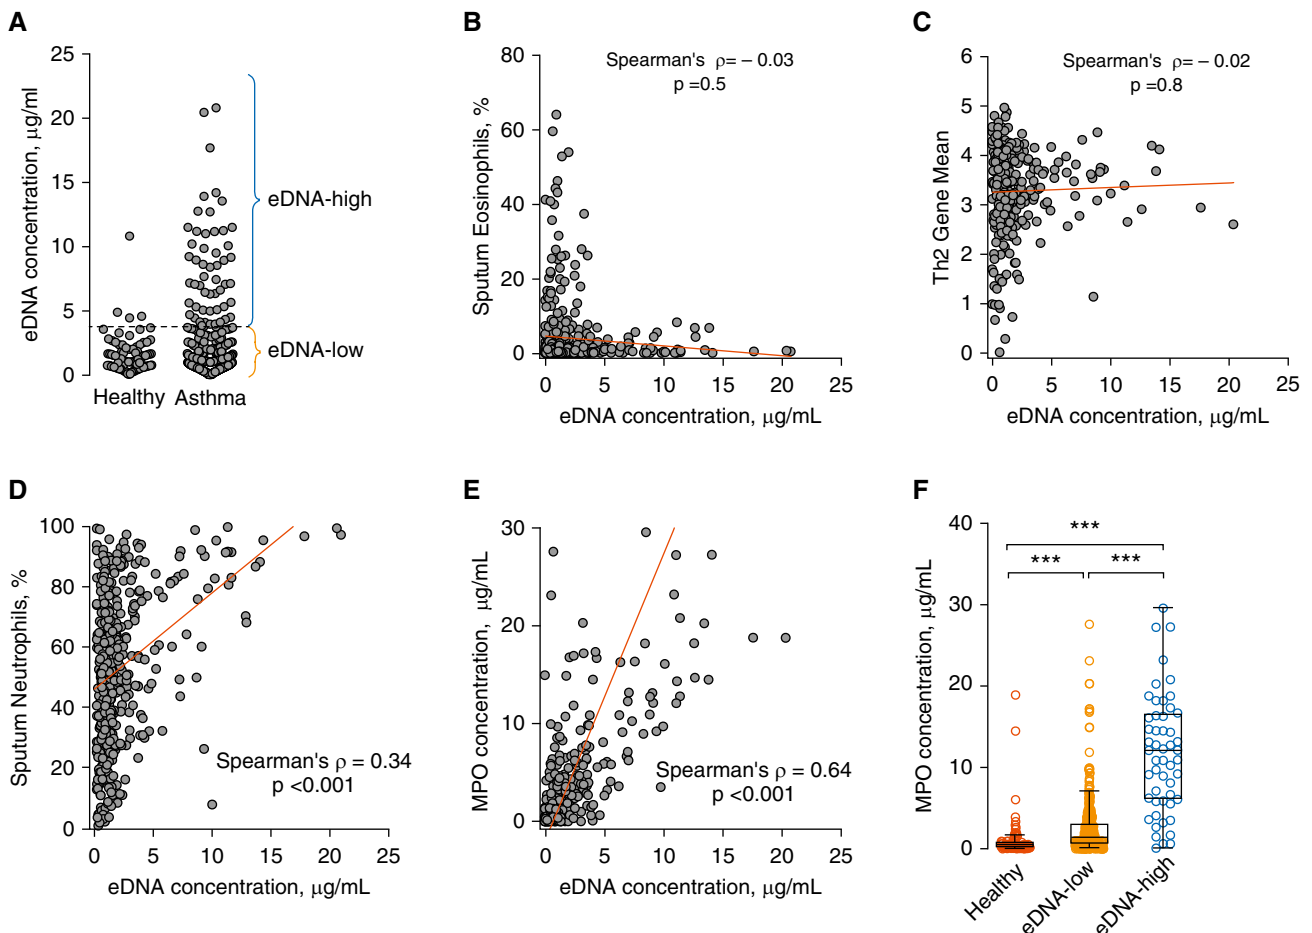 A
eDNA concentration, μg/ml
25
20
15
10
5
0
Healthy
Asthma
eDNA-high
eDNA-low
B
Sputum Eosinophils, %
80
60
40
20
0
Spearman's ρ= – 0.03
p =0.5
0 5 10 15 20 25
eDNA concentration, μg/mL
C
Th2 Gene Mean
6
5
4
3
2
1
0
Spearman's ρ= – 0.02
p =0.8
0 5 10 15 20 25
eDNA concentration, μg/mL
D
Sputum Neutrophils, %
100
80
60
40
20
0
Spearman's ρ = 0.34
p <0.001
0 5 10 15 20 25
eDNA concentration, μg/mL
E
MPO concentration, μg/mL
30
20
10
0
Spearman's ρ = 0.64
p <0.001
0 5 10 15 20 25
eDNA concentration, μg/mL
F
MPO concentration, μg/mL
40
30
20
10
0
***
*** ***
Healthy
eDNA-low
eDNA-high